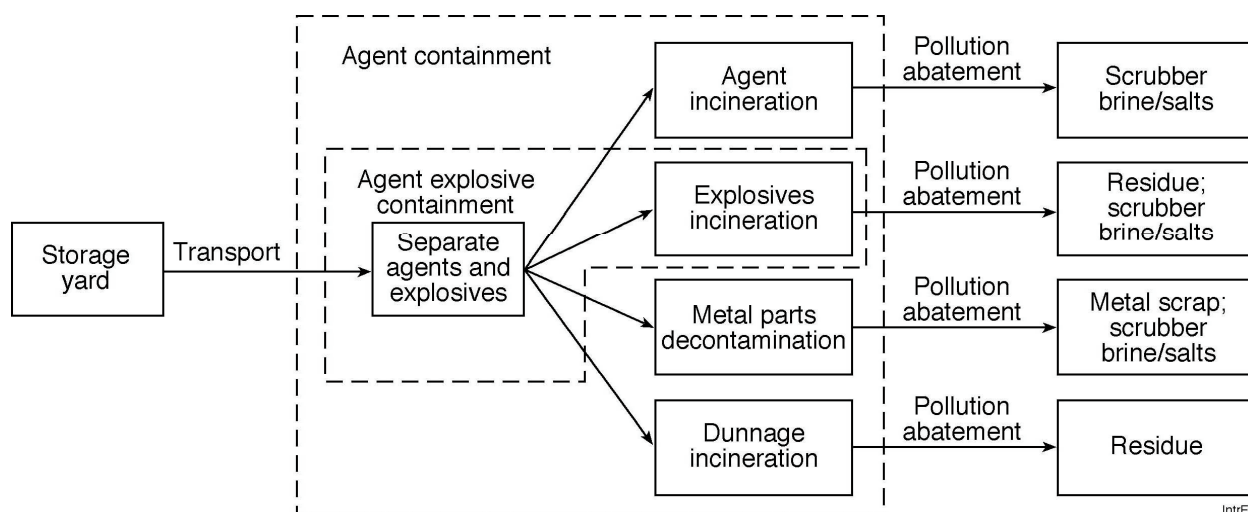 Agent containment
Agent explosive
containment
Storage
yard
Transport
Separate
agents and
explosives
Agent
incineration
Pollution
abatement
Scrubber
brine/salts
Explosives
incineration
Pollution
abatement
Residue;
scrubber
brine/salts
Metal parts
decontamination
Pollution
abatement
Metal scrap;
scrubber
brine/salts
Dunnage
incineration
Pollution
abatement
Residue